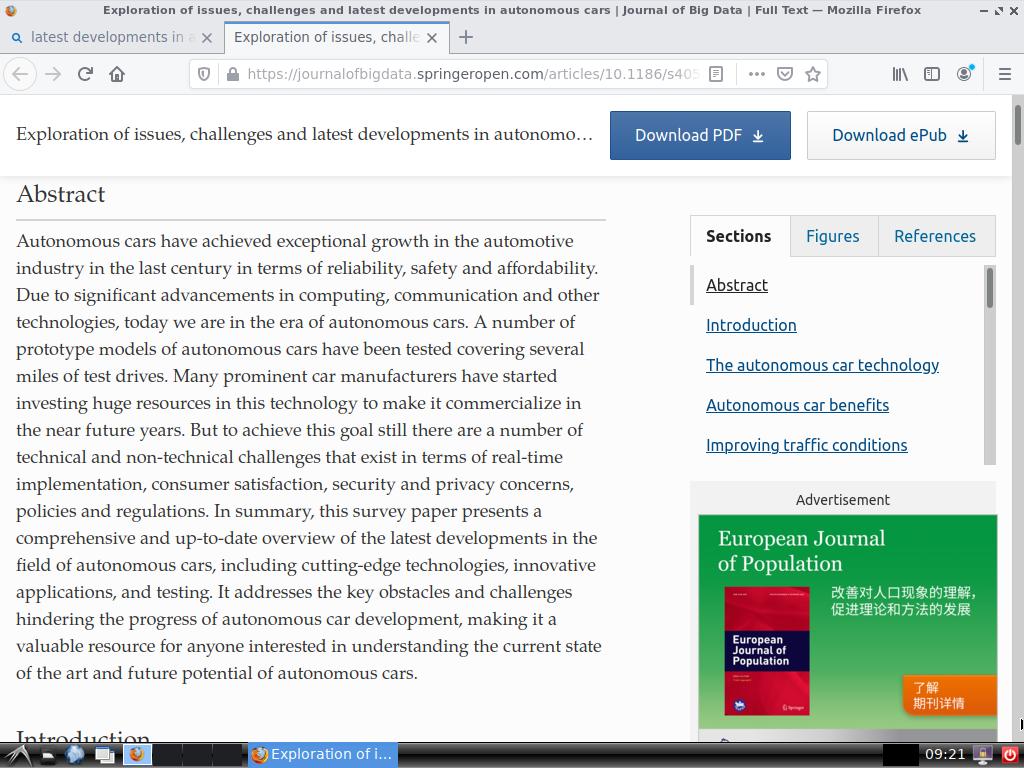 Exploration of issues, challenges and latest developments in autonomous cars | Journal of Big Data | Full Text — Mozilla Firefox
latest developments in a
Exploration of issues, challe
https://journalofbigdata.springeropen.com/articles/10.1186/s405
Exploration of issues, challenges and latest developments in autonomo…
Download PDF
Download ePub
Abstract
Autonomous cars have achieved exceptional growth in the automotive
industry in the last century in terms of reliability, safety and affordability.
Due to significant advancements in computing, communication and other
technologies, today we are in the era of autonomous cars. A number of
prototype models of autonomous cars have been tested covering several
miles of test drives. Many prominent car manufacturers have started
investing huge resources in this technology to make it commercialize in
the near future years. But to achieve this goal still there are a number of
technical and non-technical challenges that exist in terms of real-time
implementation, consumer satisfaction, security and privacy concerns,
policies and regulations. In summary, this survey paper presents a
comprehensive and up-to-date overview of the latest developments in the
field of autonomous cars, including cutting-edge technologies, innovative
applications, and testing. It addresses the key obstacles and challenges
hindering the progress of autonomous car development, making it a
valuable resource for anyone interested in understanding the current state
of the art and future potential of autonomous cars.
Introduction
Sections
Figures
References
Abstract
Introduction
The autonomous car technology
Autonomous car benefits
Improving traffic conditions
Advertisement
European Journal
of Population
改善对人口现象的理解,
促进理论和方法的发展
European
Journal of
Population
Springer
了解
期刊详情
Exploration of i…
09:21